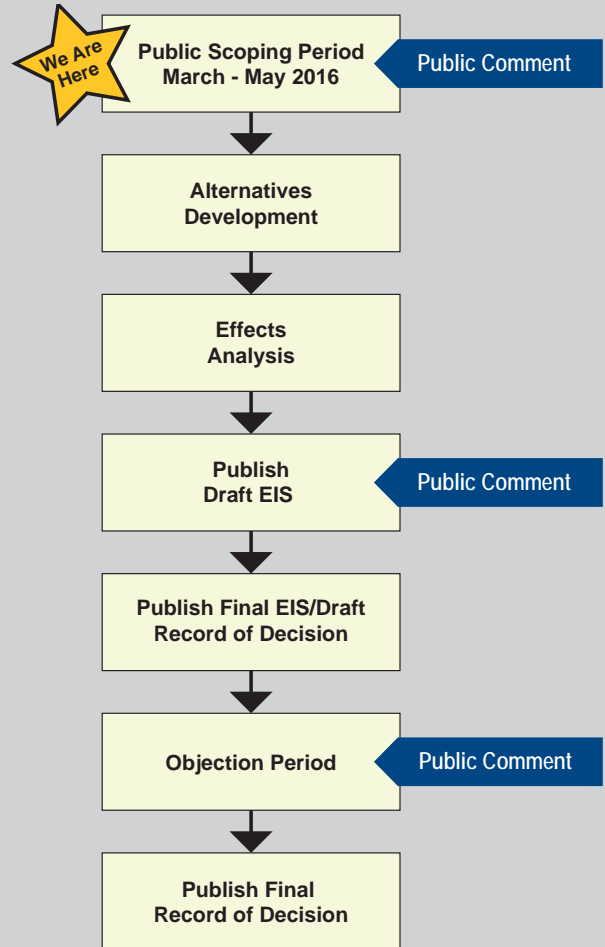 We Are
Here
Public Scoping Period
March - May 2016
Public Comment
Alternatives
Development
Effects
Analysis
Publish
Draft EIS
Public Comment
Publish Final EIS/Draft
Record of Decision
Objection Period
Public Comment
Publish Final
Record of Decision